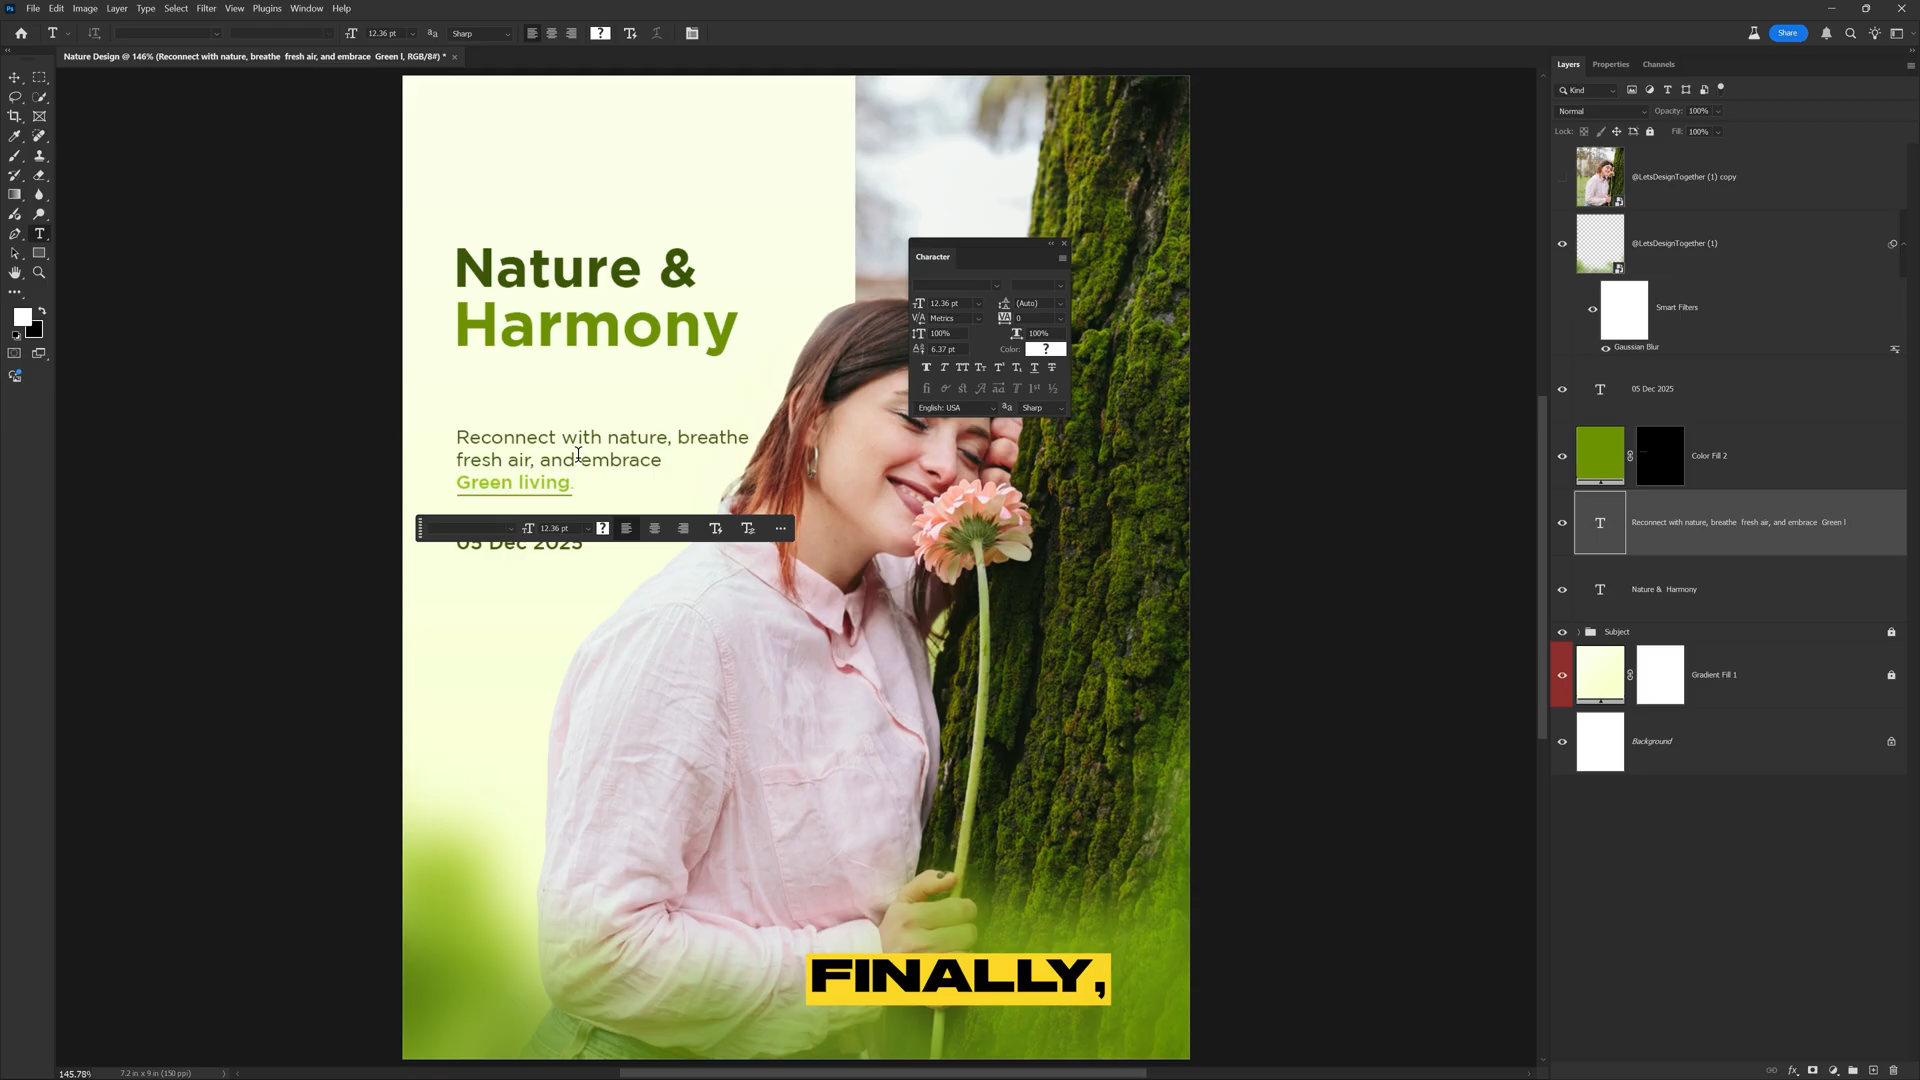 Ps File Edit Image Layer Type Select Filter View Plugins Window Help
T 12.36 pt aa Sharp ? Share
Nature Design @ 146% (Reconnect with nature, breathe  fresh air, and embrace  Green l, RGB/8#) * ×
Layers Properties Channels
Kind
Normal Opacity: 100%
Lock: Fill: 100%
@LetsDesignTogether (1) copy
@LetsDesignTogether (1)
Smart Filters
Gaussian Blur
05 Dec 2025
Color Fill 2
T Reconnect with nature, breathe  fresh air, and embrace  Green l
T Nature &  Harmony
Subject
Gradient Fill 1
Background
Nature &
Harmony
Reconnect with nature, breathe
fresh air, and embrace
Green living.
12.36 pt ?
05 Dec 2025
Character
12.36 pt (Auto)
Metrics 0
100% 100%
6.37 pt Color: ?
English: USA aa Sharp
FINALLY,
145.78% 7.2 in x 9 in (150 ppi)